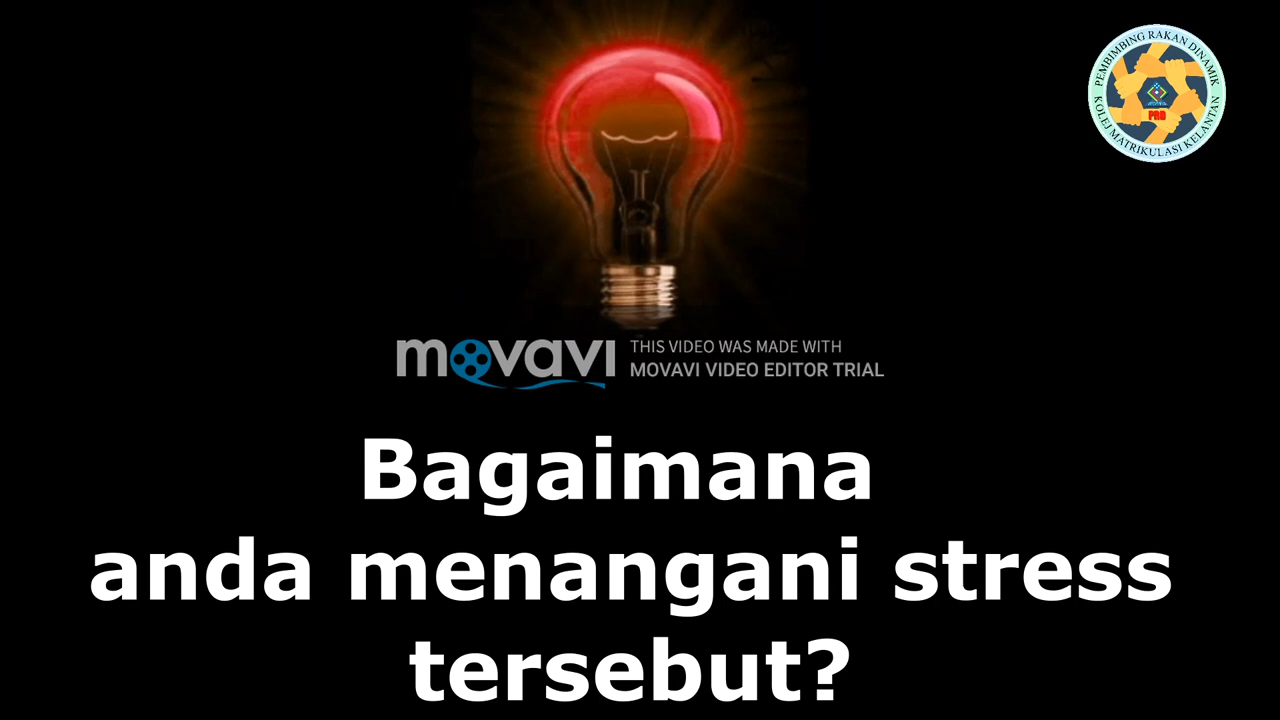 PEMBIMBING RAKAN DINAMIK
PRD
KOLEJ MATRIKULASI KELANTAN
movavi
THIS VIDEO WAS MADE WITH
MOVAVI VIDEO EDITOR TRIAL
Bagaimana
anda menangani stress
tersebut?